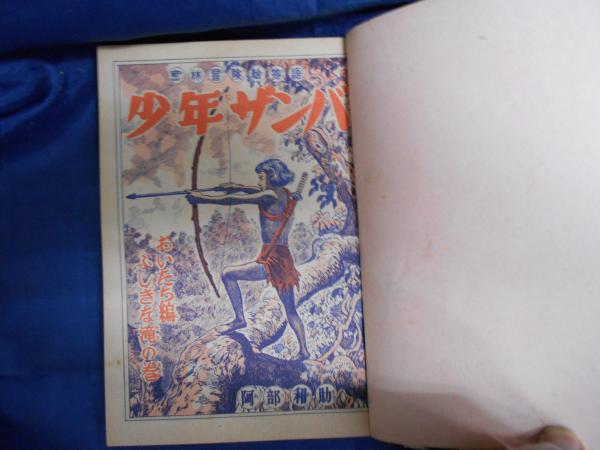 密林冒険絵物語
少年ザンバ
おいたち編
ふしぎな滝の巻
阿部和助